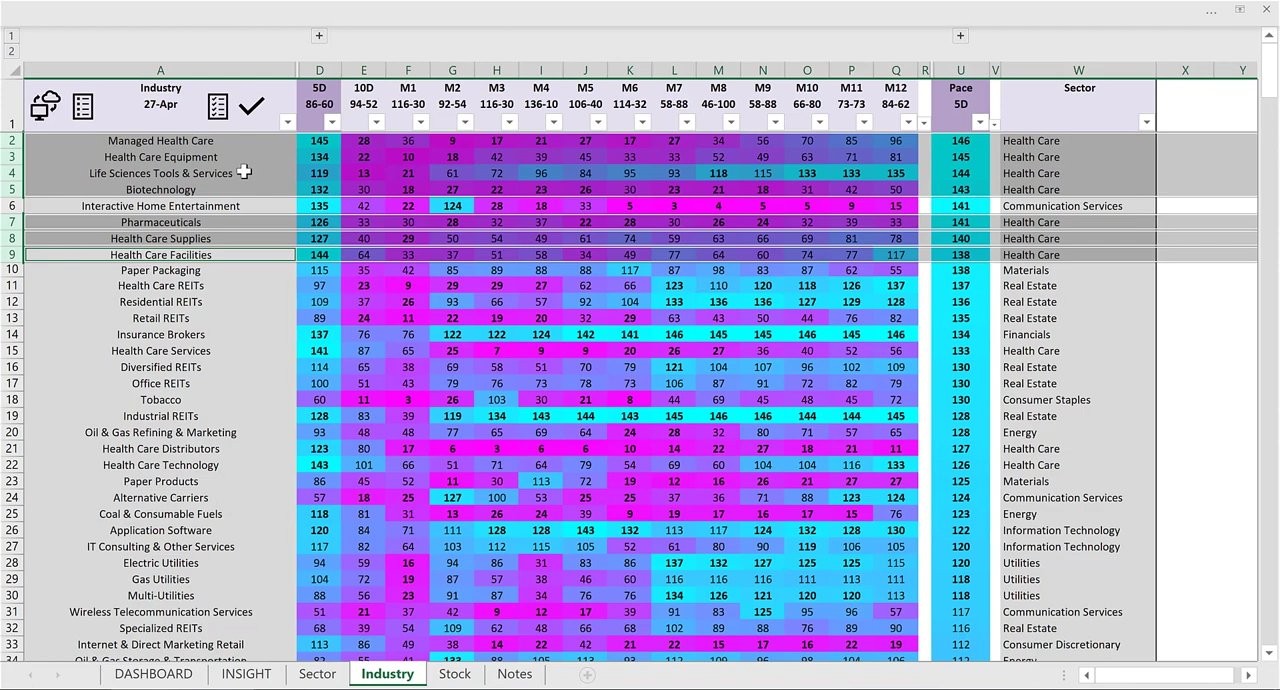 1
2
A D E F G H I J K L M N O P Q R U V W X Y
Industry 5D 10D M1 M2 M3 M4 M5 M6 M7 M8 M9 M10 M11 M12 Pace Sector
27-Apr 86-60 94-52 116-30 92-54 116-30 136-10 106-40 114-32 58-88 46-100 58-88 66-80 73-73 84-62 5D
1
2 Managed Health Care 145 28 36 9 17 21 27 17 27 34 56 70 85 96 146 Health Care
3 Health Care Equipment 134 22 10 18 42 39 45 33 33 52 49 63 71 81 145 Health Care
4 Life Sciences Tools & Services 119 13 21 61 72 96 84 95 93 118 115 133 133 135 144 Health Care
5 Biotechnology 132 30 18 27 22 23 26 30 23 21 18 31 42 50 143 Health Care
6 Interactive Home Entertainment 135 42 22 124 28 18 33 5 3 4 5 5 9 15 141 Communication Services
7 Pharmaceuticals 126 33 30 28 32 37 22 28 30 26 24 32 39 33 141 Health Care
8 Health Care Supplies 127 40 29 50 54 49 61 74 59 63 66 69 81 78 140 Health Care
9 Health Care Facilities 144 64 33 37 51 58 34 49 77 64 60 74 77 117 138 Health Care
10 Paper Packaging 115 35 42 85 89 88 88 117 87 98 83 87 62 55 138 Materials
11 Health Care REITs 97 23 9 29 29 27 62 66 123 110 120 118 126 137 137 Real Estate
12 Residential REITs 109 37 26 93 66 57 92 104 133 136 136 127 129 128 136 Real Estate
13 Retail REITs 89 24 11 22 19 20 32 29 63 43 50 44 76 82 135 Real Estate
14 Insurance Brokers 137 76 76 122 122 124 142 141 146 145 145 146 145 146 134 Financials
15 Health Care Services 141 87 65 25 7 9 9 20 26 27 36 40 52 56 133 Health Care
16 Diversified REITs 114 65 38 69 58 51 70 79 121 104 107 96 102 109 130 Real Estate
17 Office REITs 100 51 43 79 76 73 78 73 106 87 91 72 82 79 130 Real Estate
18 Tobacco 60 11 3 26 103 30 21 8 44 69 45 48 45 72 130 Consumer Staples
19 Industrial REITs 128 83 39 119 134 143 144 143 145 146 146 144 144 145 128 Real Estate
20 Oil & Gas Refining & Marketing 93 48 48 77 65 69 64 24 28 32 80 71 57 65 128 Energy
21 Health Care Distributors 123 80 17 6 3 6 6 10 14 22 27 18 21 11 127 Health Care
22 Health Care Technology 143 101 66 51 71 64 79 54 69 60 104 104 116 133 126 Health Care
23 Paper Products 86 45 52 11 30 113 72 19 12 16 26 21 27 27 125 Materials
24 Alternative Carriers 57 18 25 127 100 53 25 25 37 36 71 88 123 124 124 Communication Services
25 Coal & Consumable Fuels 118 81 31 13 26 24 39 9 19 17 16 17 15 76 123 Energy
26 Application Software 120 84 71 111 128 128 143 132 113 117 124 132 128 130 122 Information Technology
27 IT Consulting & Other Services 117 82 64 103 112 115 105 52 61 80 90 119 106 105 120 Information Technology
28 Electric Utilities 94 59 16 94 86 31 83 86 137 132 127 125 125 115 120 Utilities
29 Gas Utilities 104 72 19 87 57 38 46 60 116 116 116 113 111 111 118 Utilities
30 Multi-Utilities 88 56 23 91 87 34 76 76 134 126 121 120 120 113 118 Utilities
31 Wireless Telecommunication Services 51 21 37 42 9 12 17 39 91 83 125 95 96 57 117 Communication Services
32 Specialized REITs 68 39 54 109 62 48 66 68 102 89 88 76 89 90 116 Real Estate
33 Internet & Direct Marketing Retail 113 86 49 38 14 22 42 21 22 15 17 16 22 19 112 Consumer Discretionary
DASHBOARD INSIGHT Sector Industry Stock Notes